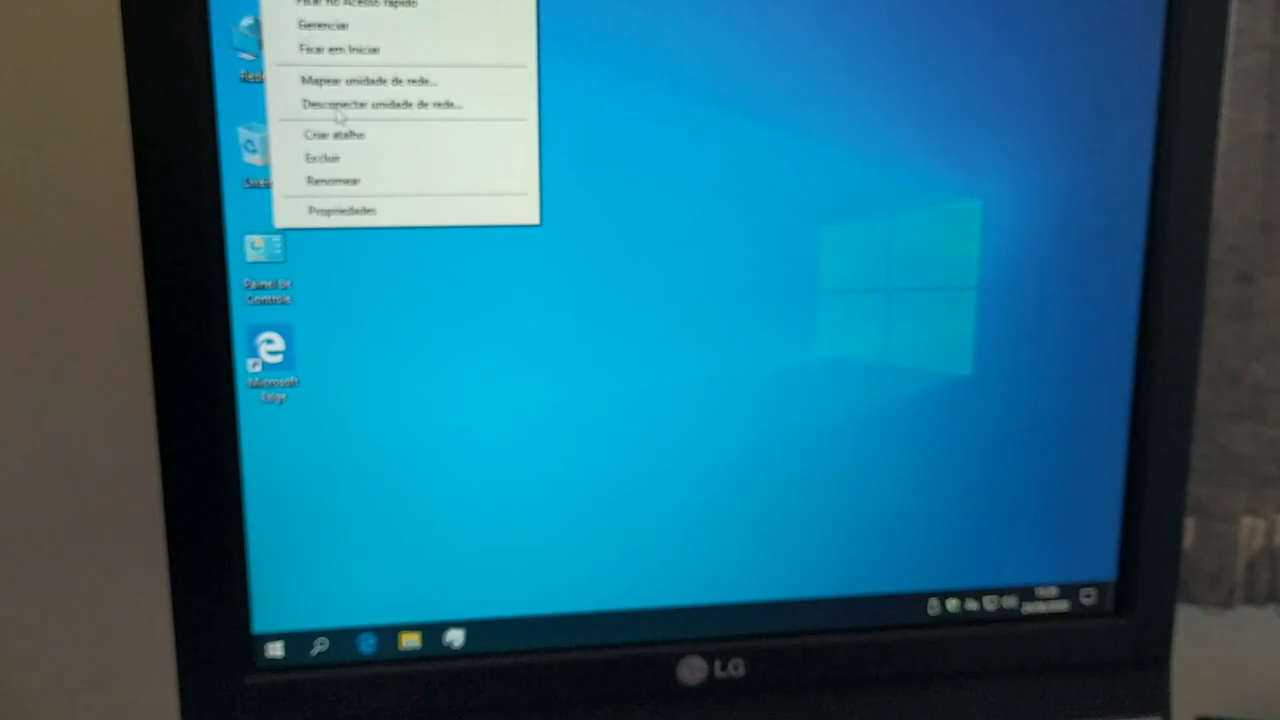 Fixar no Acesso rápido
Gerenciar
Fixar em Iniciar
Mapear unidade de rede...
Desconectar unidade de rede...
Criar atalho
Excluir
Renomear
Propriedades
Rede
Painel de
Controle
Microsoft
Edge
LG